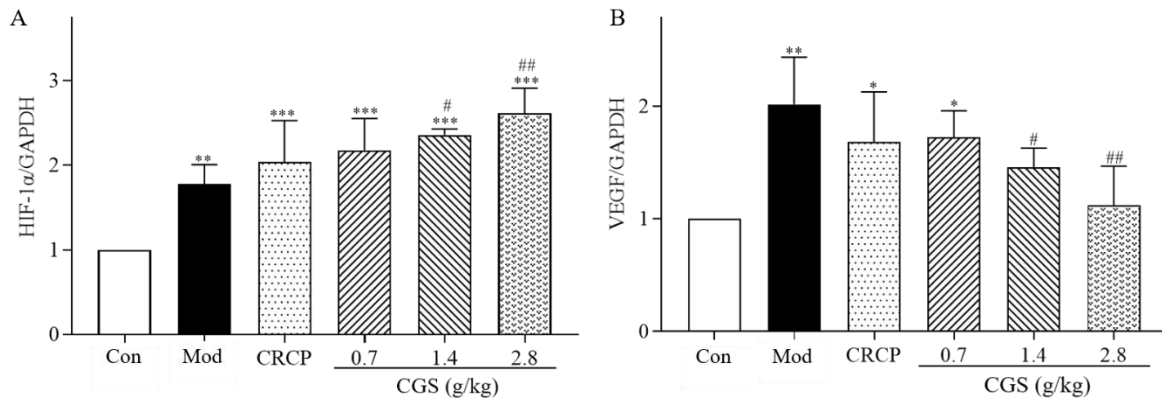 A
HIF-1α/GAPDH
3
2
1
0
**
***
***
#
***
##
***
Con
Mod
CRCP
0.7
1.4
2.8
CGS (g/kg)
B
VEGF/GAPDH
2
1
0
**
*
*
#
##
Con
Mod
CRCP
0.7
1.4
2.8
CGS (g/kg)